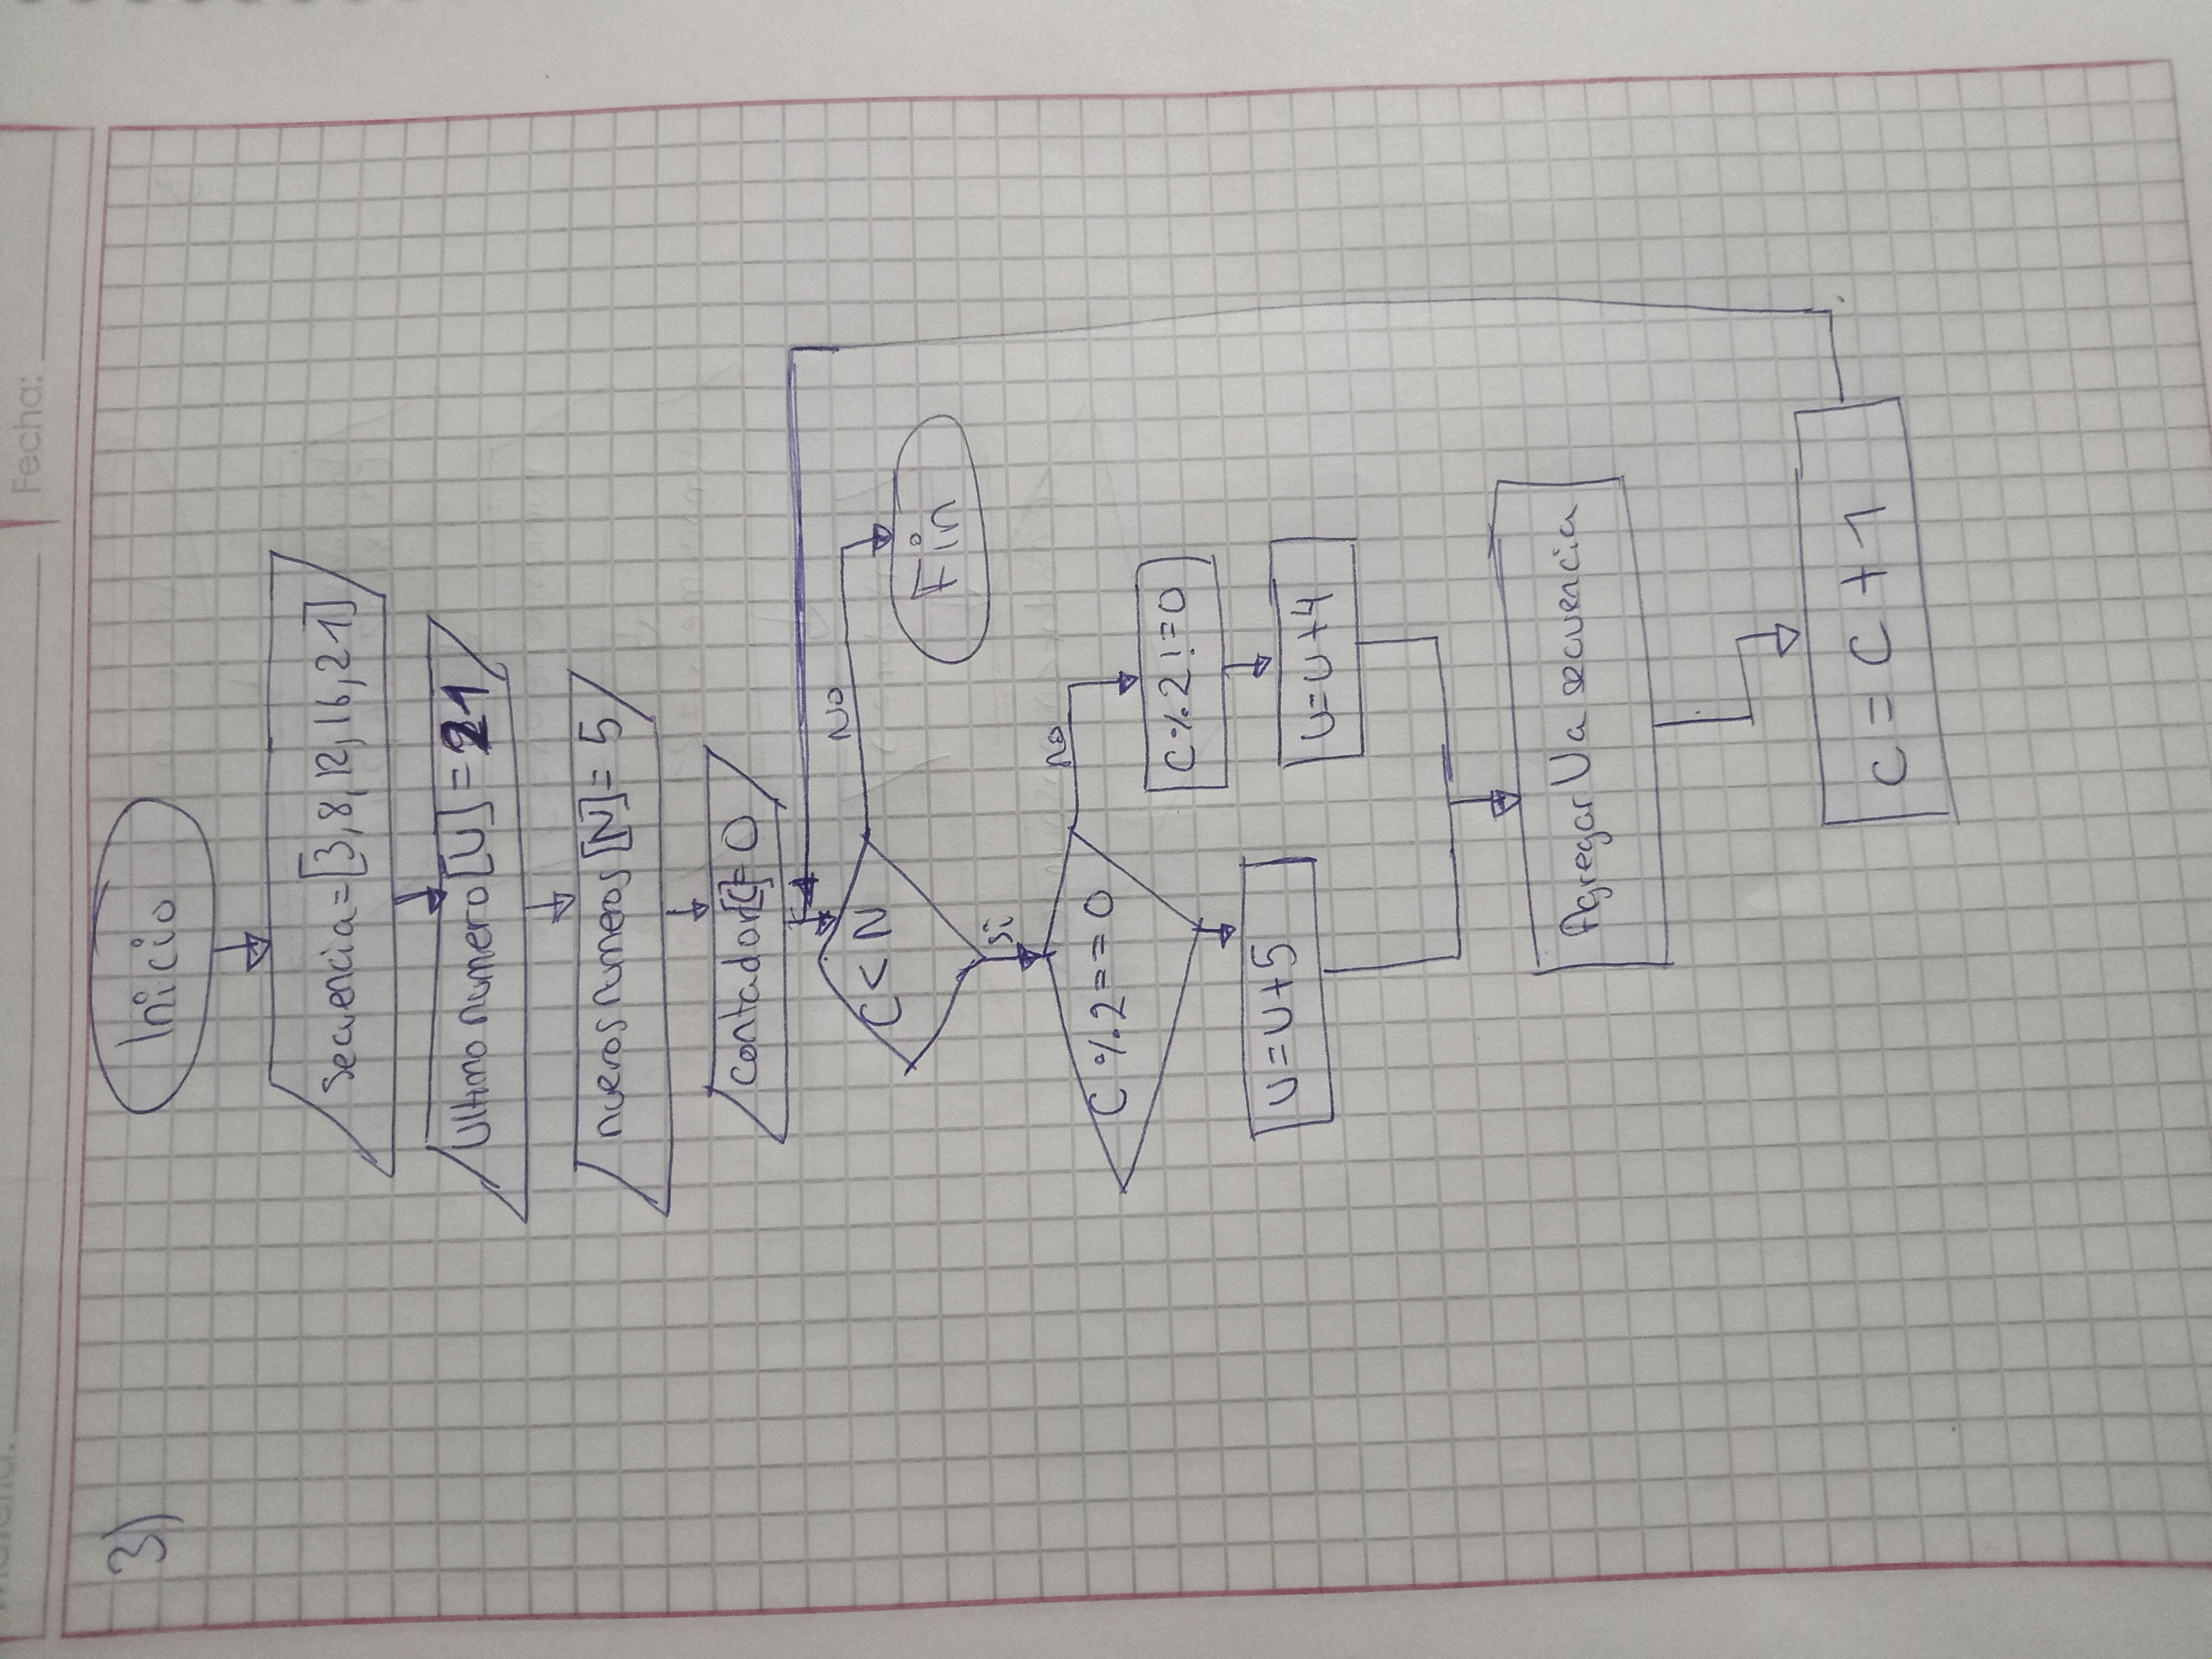 Materia:
Fecha:
3)
Inicio
Secuencia=[3,8,12,16,21]
Ultimo numero[U]=21
nuevos numeros[N]=5
contador[C]=0
C<N
No
Fin
si
C%2==0
no
C%2!=0
U=U+5
U=U+4
Agregar U a secuencia
C=C+1